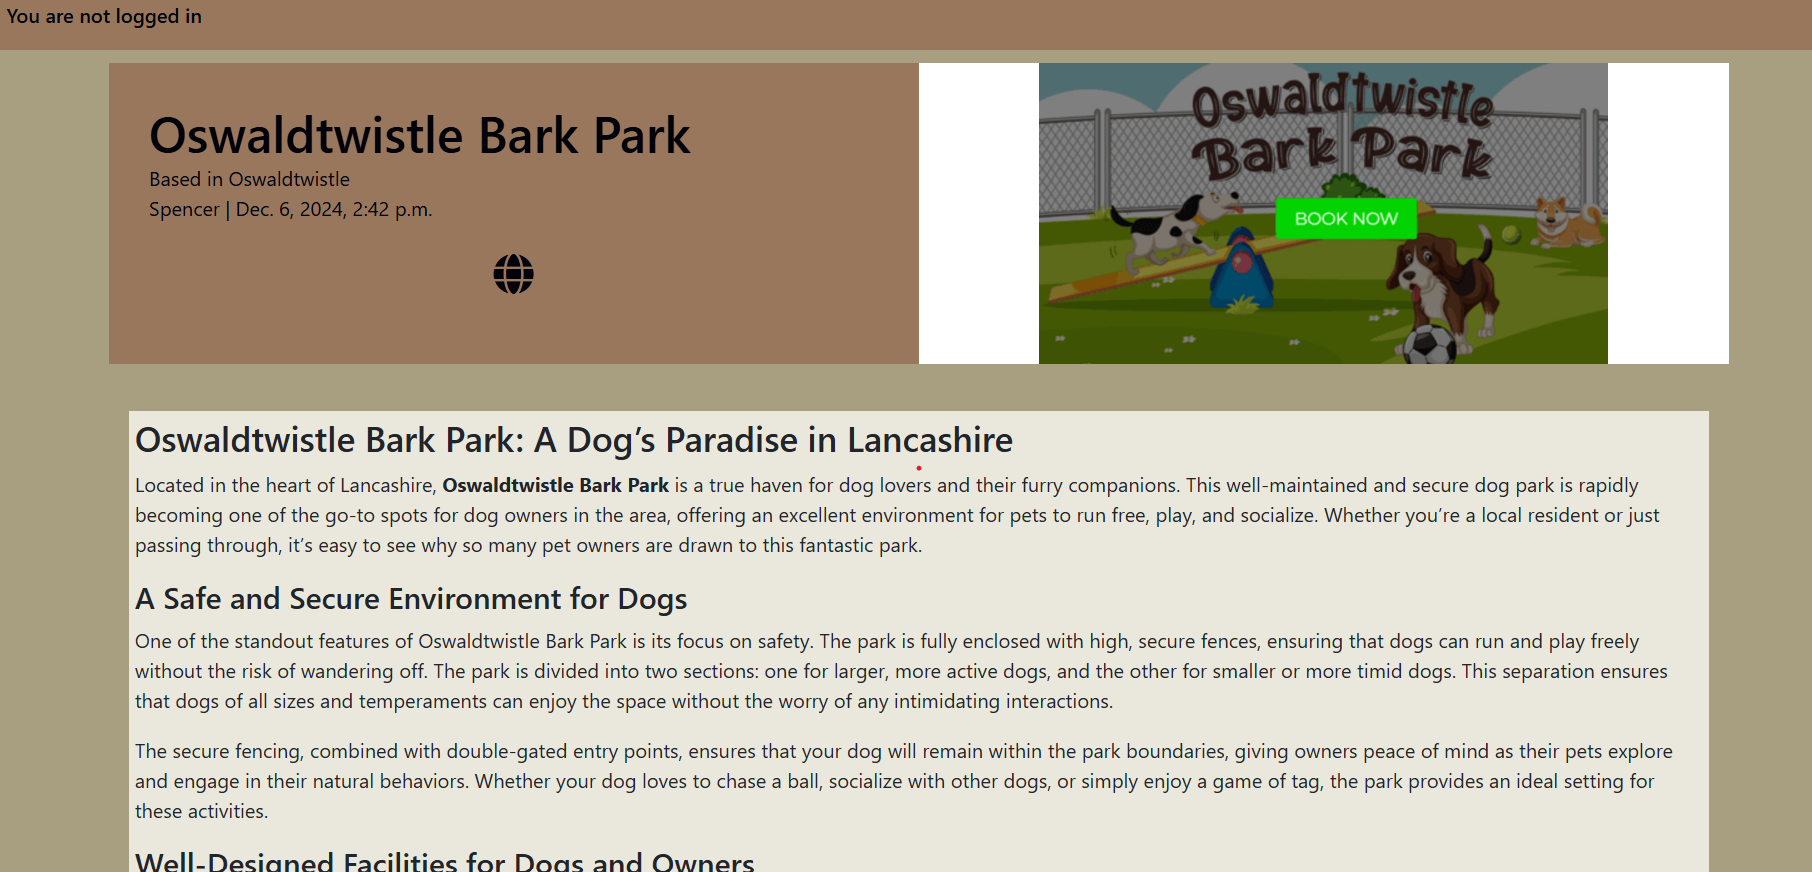 You are not logged in
Oswaldtwistle Bark Park
Based in Oswaldtwistle
Spencer | Dec. 6, 2024, 2:42 p.m.
Oswaldtwistle
Bark Park
BOOK NOW
Oswaldtwistle Bark Park: A Dog’s Paradise in Lancashire
Located in the heart of Lancashire, Oswaldtwistle Bark Park is a true haven for dog lovers and their furry companions. This well-maintained and secure dog park is rapidly
becoming one of the go-to spots for dog owners in the area, offering an excellent environment for pets to run free, play, and socialize. Whether you’re a local resident or just
passing through, it’s easy to see why so many pet owners are drawn to this fantastic park.
A Safe and Secure Environment for Dogs
One of the standout features of Oswaldtwistle Bark Park is its focus on safety. The park is fully enclosed with high, secure fences, ensuring that dogs can run and play freely
without the risk of wandering off. The park is divided into two sections: one for larger, more active dogs, and the other for smaller or more timid dogs. This separation ensures
that dogs of all sizes and temperaments can enjoy the space without the worry of any intimidating interactions.
The secure fencing, combined with double-gated entry points, ensures that your dog will remain within the park boundaries, giving owners peace of mind as their pets explore
and engage in their natural behaviors. Whether your dog loves to chase a ball, socialize with other dogs, or simply enjoy a game of tag, the park provides an ideal setting for
these activities.
Well-Designed Facilities for Dogs and Owners